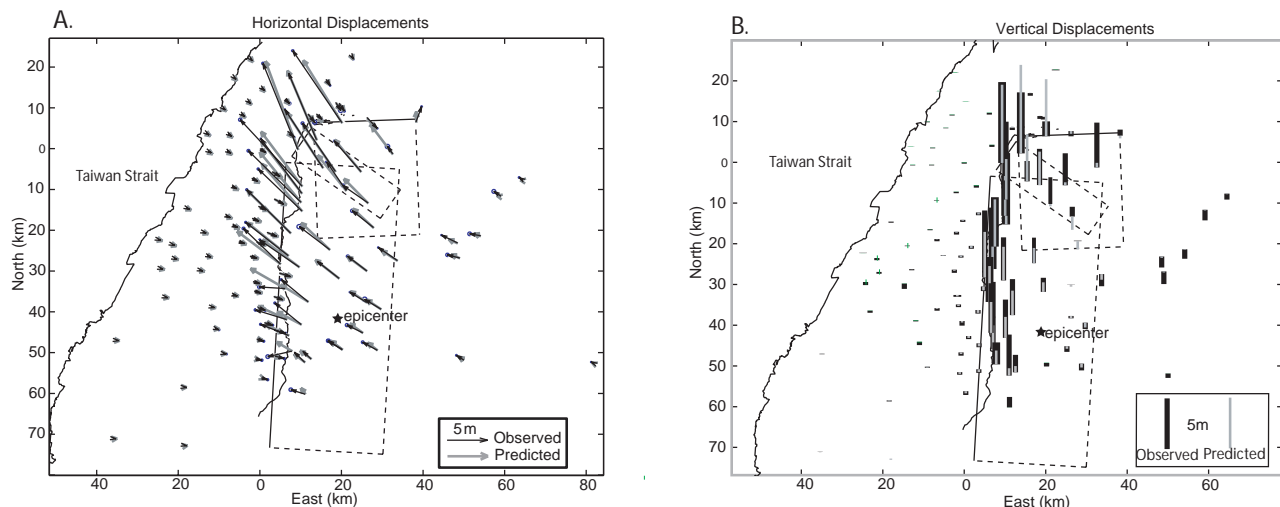 A.
Horizontal Displacements
20
10
0
10
20
30
40
50
60
70
North (km)
Taiwan Strait
epicenter
5m
Observed
Predicted
40
20
0
20
40
60
80
East (km)
B.
Vertical Displacements
20
10
0
10
20
30
40
50
60
70
North (km)
Taiwan Strait
epicenter
5m
Observed Predicted
40
20
0
20
40
60
East (km)